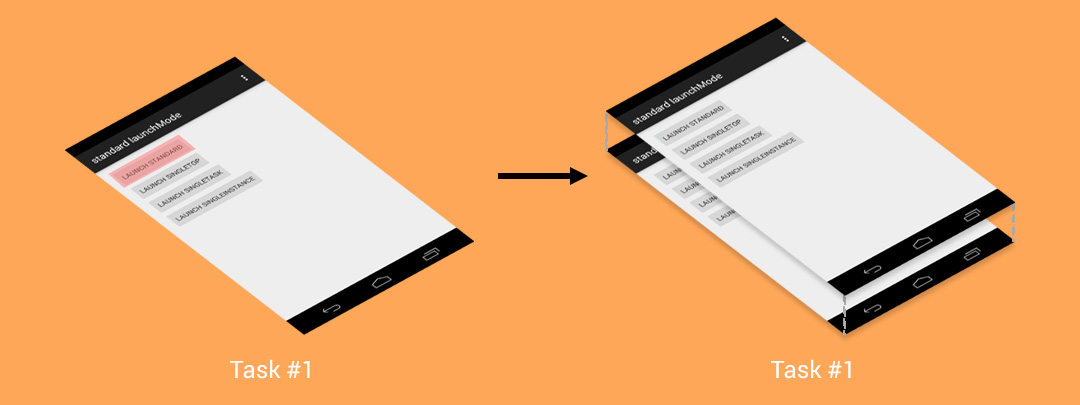 standard launchMode
LAUNCH STANDARD
LAUNCH SINGLETOP
LAUNCH SINGLETASK
LAUNCH SINGLEINSTANCE
Task #1
standard launchMode
LAUNCH STANDARD
LAUNCH SINGLETOP
LAUNCH SINGLETASK
LAUNCH SINGLEINSTANCE
Task #1